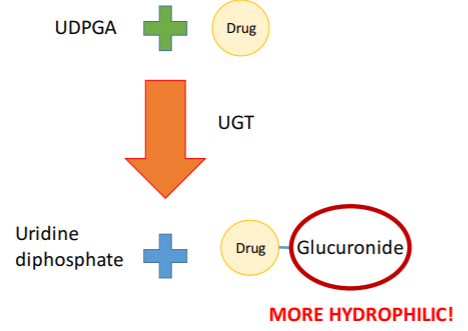 UDPGA
Drug
UGT
Uridine
diphosphate
Drug
Glucuronide
MORE HYDROPHILIC!